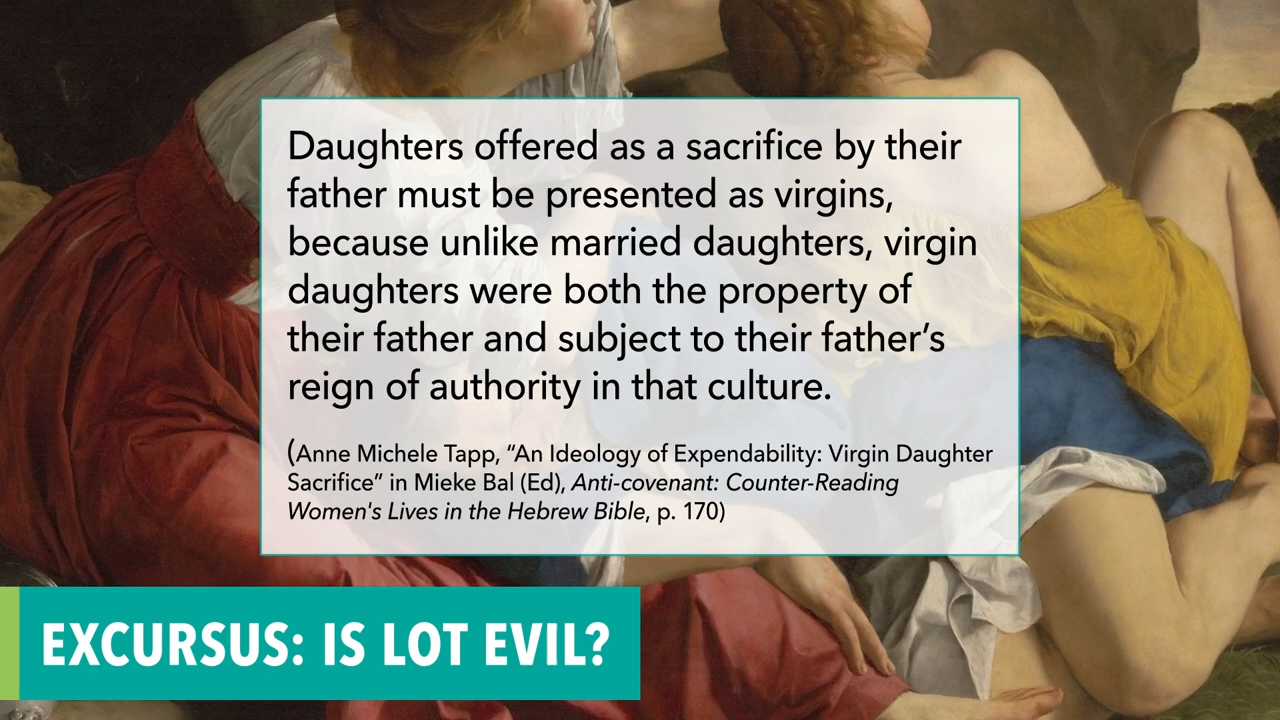 Daughters offered as a sacrifice by their
father must be presented as virgins,
because unlike married daughters, virgin
daughters were both the property of
their father and subject to their father’s
reign of authority in that culture.
(Anne Michele Tapp, “An Ideology of Expendability: Virgin Daughter
Sacrifice” in Mieke Bal (Ed), Anti-covenant: Counter-Reading
Women's Lives in the Hebrew Bible, p. 170)
EXCURSUS: IS LOT EVIL?